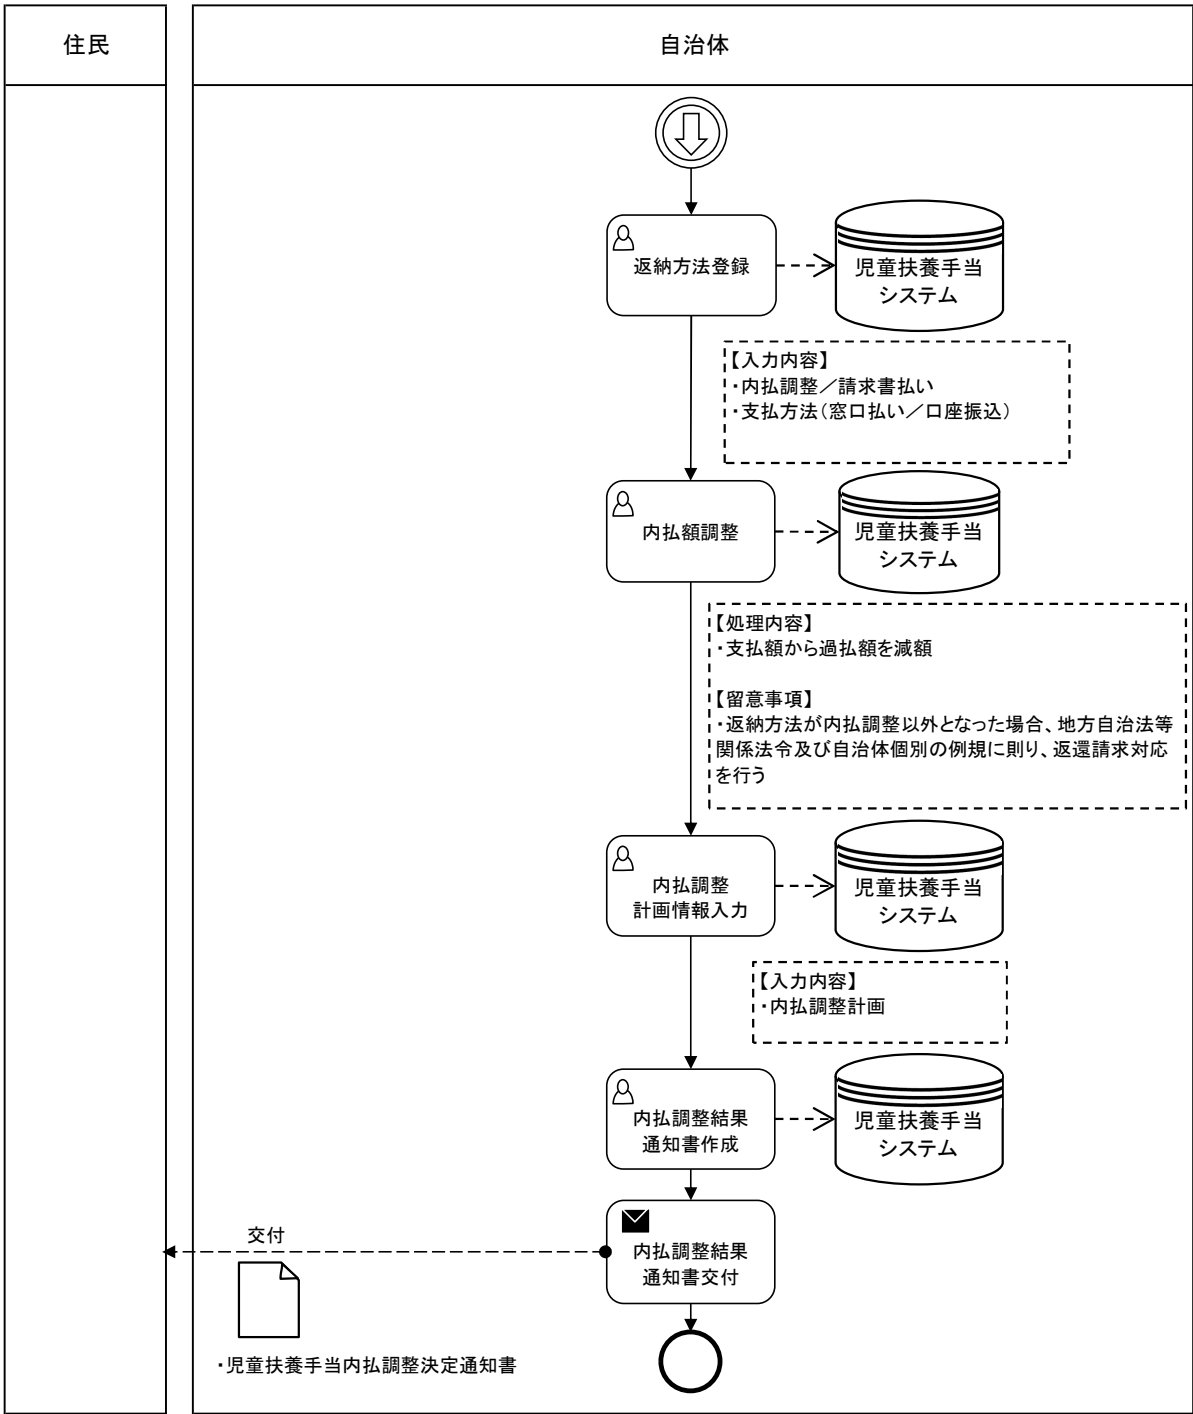 住民
自治体
返納方法登録
児童扶養手当
システム
【入力内容】
・内払調整／請求書払い
・支払方法（窓口払い／口座振込）
内払額調整
児童扶養手当
システム
【処理内容】
・支払額から過払額を減額
【留意事項】
・返納方法が内払調整以外となった場合、地方自治法等
関係法令及び自治体個別の例規に則り、返還請求対応
を行う
内払調整
計画情報入力
児童扶養手当
システム
【入力内容】
・内払調整計画
内払調整結果
通知書作成
児童扶養手当
システム
内払調整結果
通知書交付
交付
・児童扶養手当内払調整決定通知書